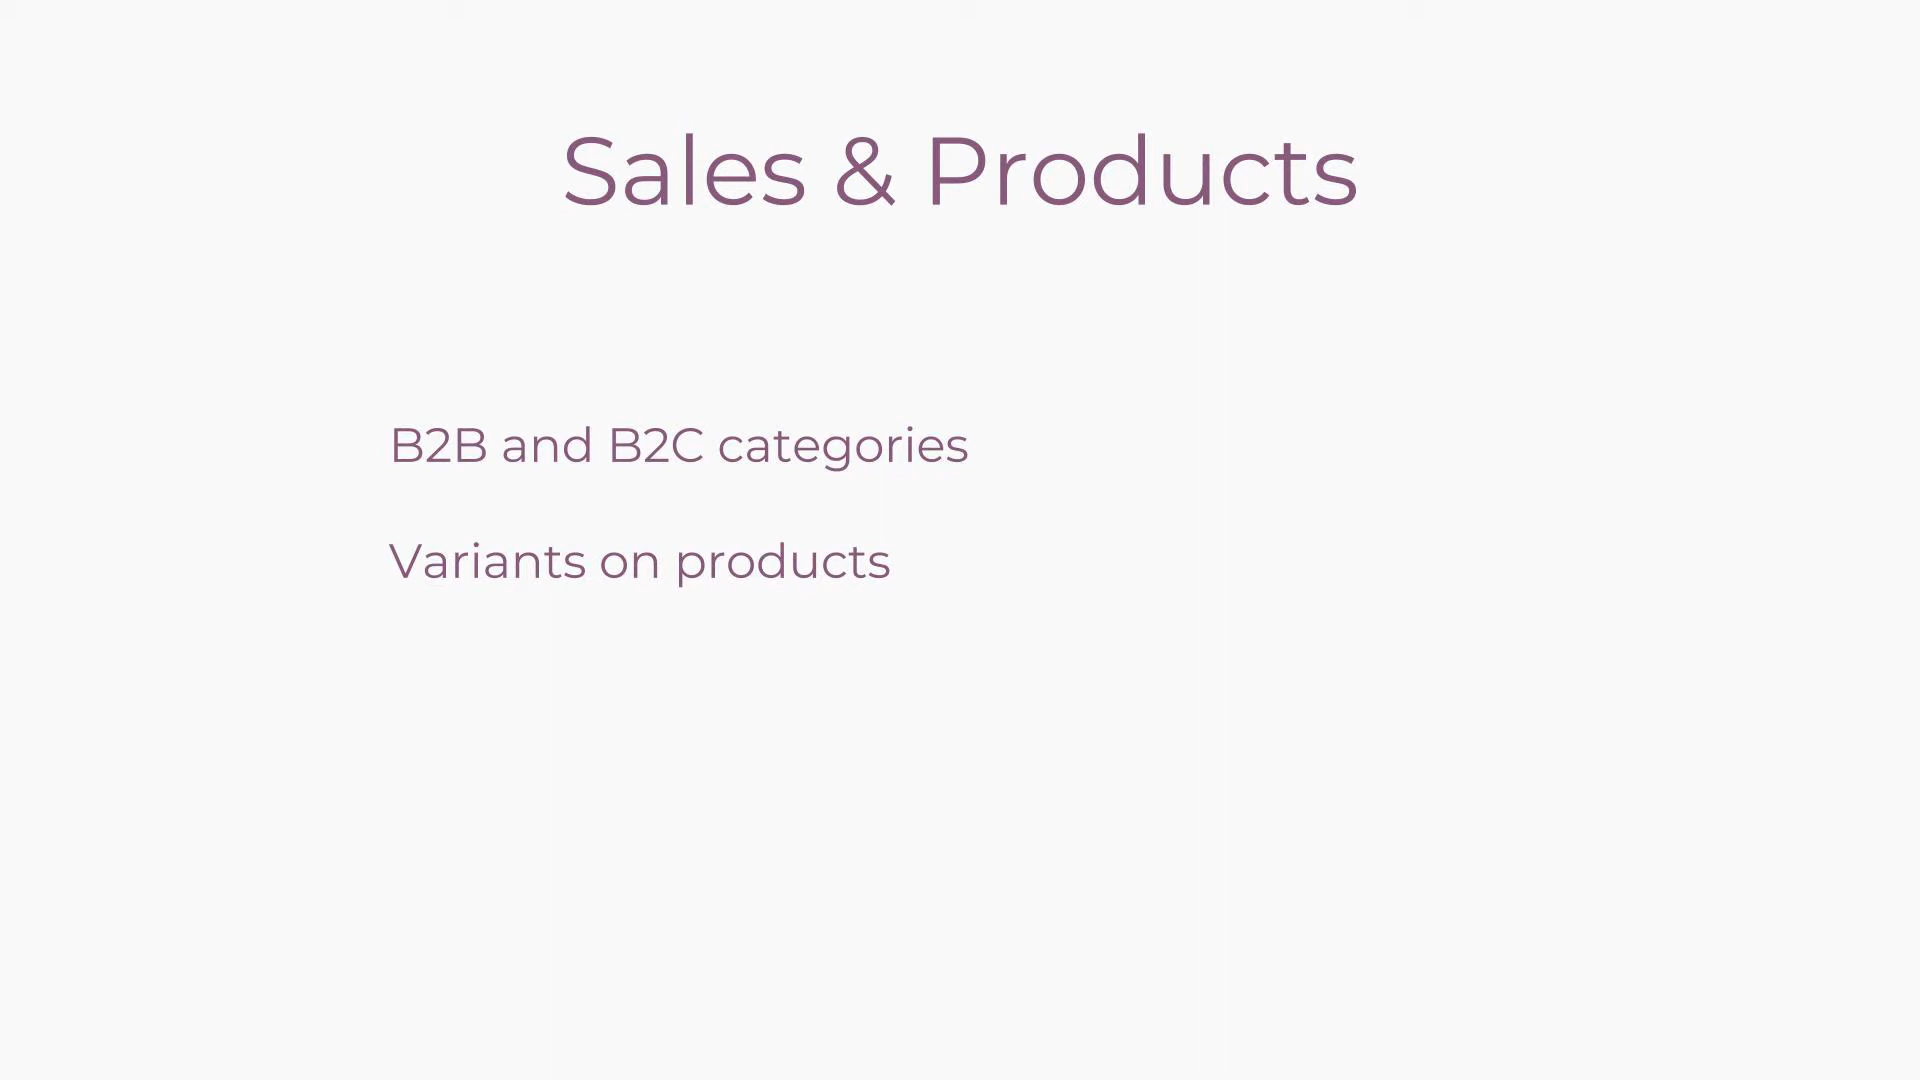 Sales & Products
B2B and B2C categories
Variants on products